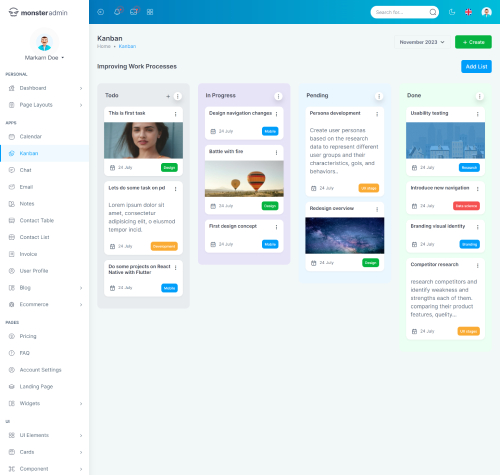 monsteradmin
Search for...
Markarn Doe
PERSONAL
Dashboard
Page Layouts
APPS
Calendar
Kanban
Chat
Email
Notes
Contact Table
Contact List
Invoice
User Profile
Blog
Ecommerce
PAGES
Pricing
FAQ
Account Settings
Landing Page
Widgets
UI
UI Elements
Cards
Component
Kanban
Home • Kanban
November 2023
+ Create
Improving Work Processes
Add List
Todo
This is first task
24 July
Design
Lets do some task on pd
Lorem ipsum dolor sit
amet, consectetur
adipisicing elit, a eiusmod
tempor incid.
24 July
Do some projects on React
Native with Flutter
24 July
Mobile
In Progress
Design navigation changes
24 July
Mobile
Battle with fire
24 July
Design
First design concept
24 July
Mobile
Pending
Persona development
Create user personas
based on the research
data to represent different
user groups and their
characteristics, gols, and
behaviors..
24 July
UX stage
Redesign overview
24 July
Design
Done
Usability testing
24 July
Research
Introduce new navigation
24 July
Data science
Branding visual identity
24 July
Branding
Competitor research
research competitors and
identify weakness and
strengths each of them.
comparing their product
features, quality...
24 July
UX stages